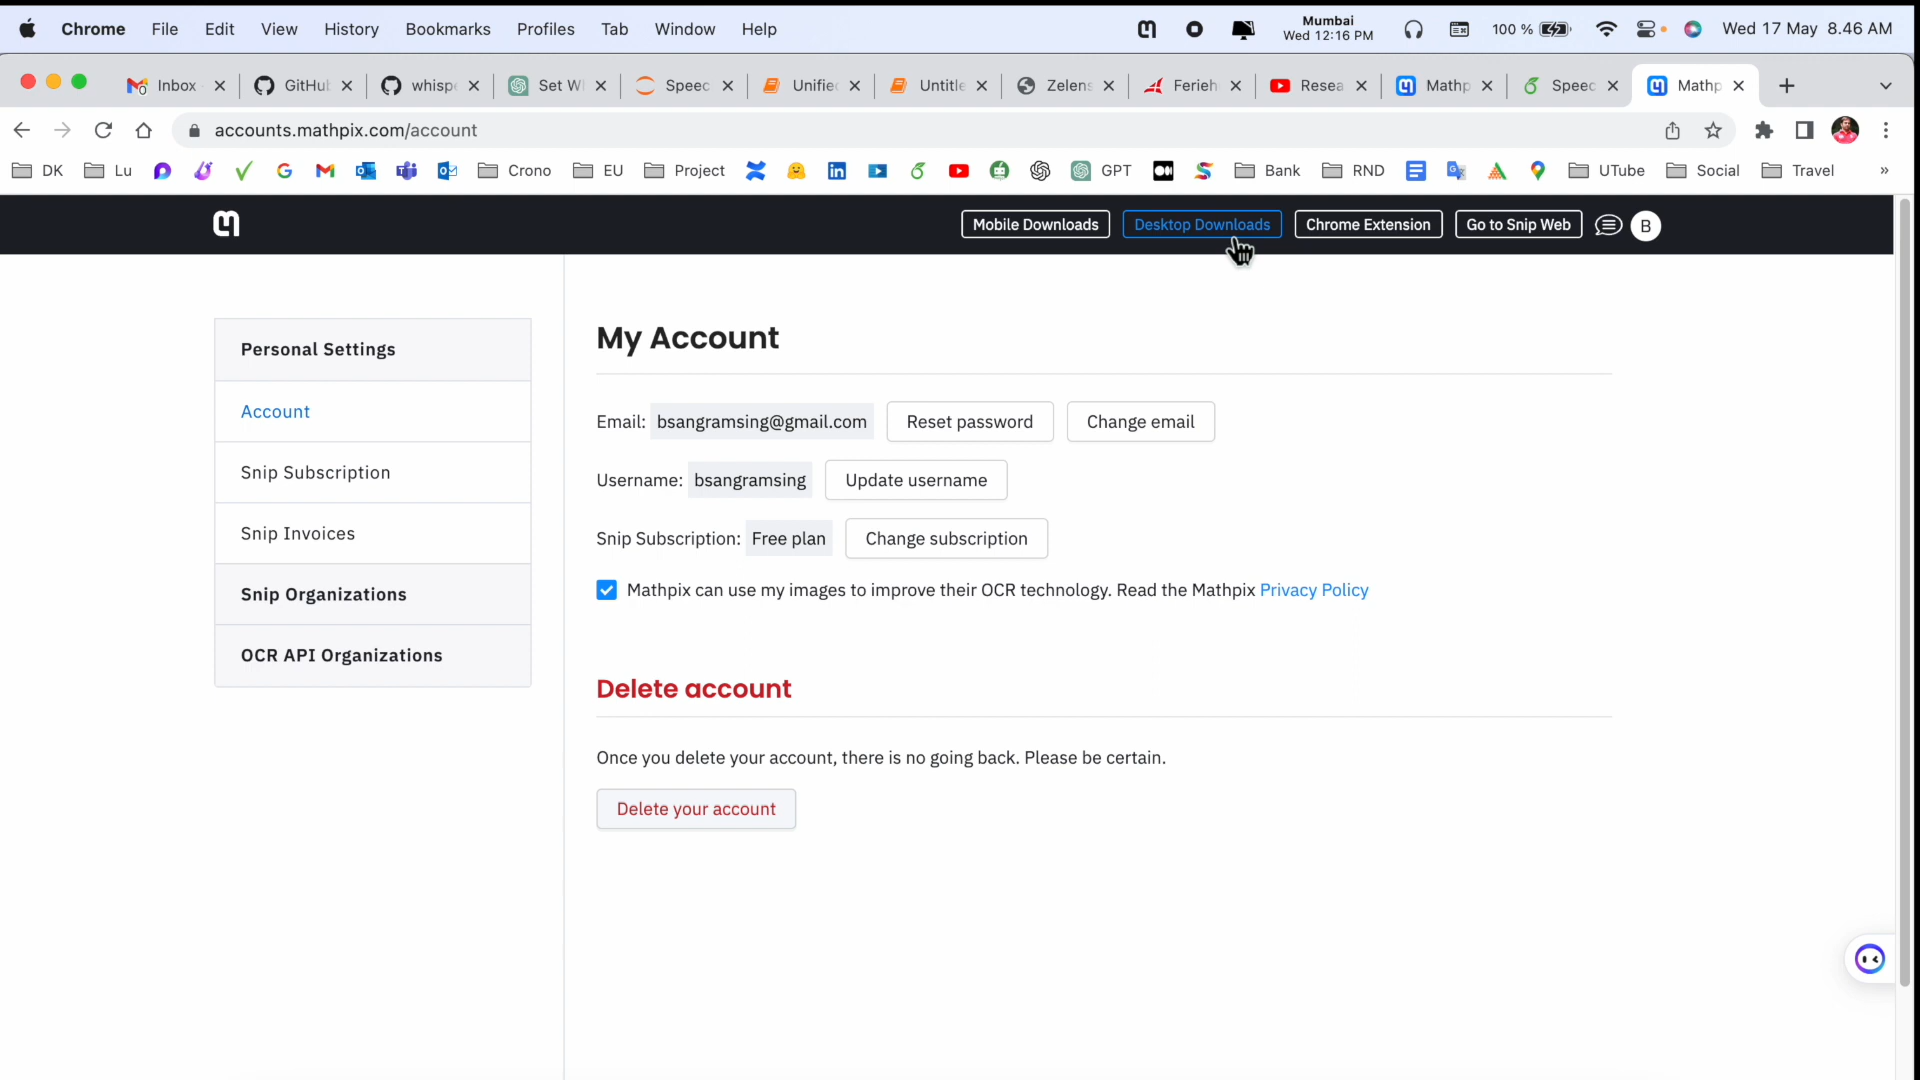 Chrome File Edit View History Bookmarks Profiles Tab Window Help Mumbai Wed 12:16 PM 100 % Wed 17 May 8.46 AM
Inbox GitHu whispe Set W Speec Unified Untitle Zelens Ferieh Resea Mathp Speec Mathp
accounts.mathpix.com/account
DK Lu Crono EU Project GPT Bank RND UTube Social Travel »
Mobile Downloads Desktop Downloads Chrome Extension Go to Snip Web B
My Account
Personal Settings
Account
Snip Subscription
Snip Invoices
Snip Organizations
OCR API Organizations
Email: bsangramsing@gmail.com Reset password Change email
Username: bsangramsing Update username
Snip Subscription: Free plan Change subscription
Mathpix can use my images to improve their OCR technology. Read the Mathpix Privacy Policy
Delete account
Once you delete your account, there is no going back. Please be certain.
Delete your account